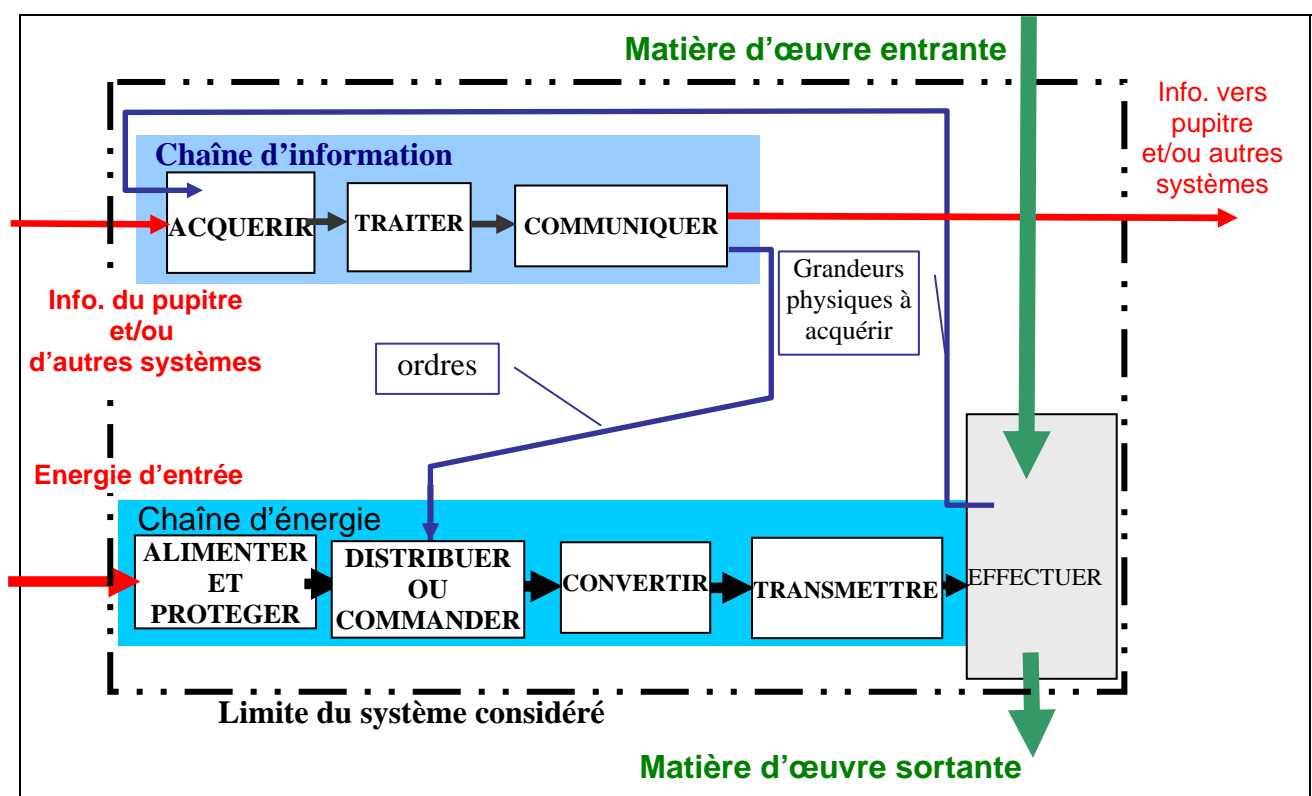 Matière d’œuvre entrante
Info. vers
pupitre
et/ou autres
systèmes
Chaîne d’information
ACQUERIR
TRAITER
COMMUNIQUER
Grandeurs
physiques à
acquérir
Info. du pupitre
et/ou
d’autres systèmes
ordres
Energie d’entrée
Chaîne d’énergie
ALIMENTER
ET
PROTEGER
DISTRIBUER
OU
COMMANDER
CONVERTIR
TRANSMETTRE
EFFECTUER
Limite du système considéré
Matière d’œuvre sortante